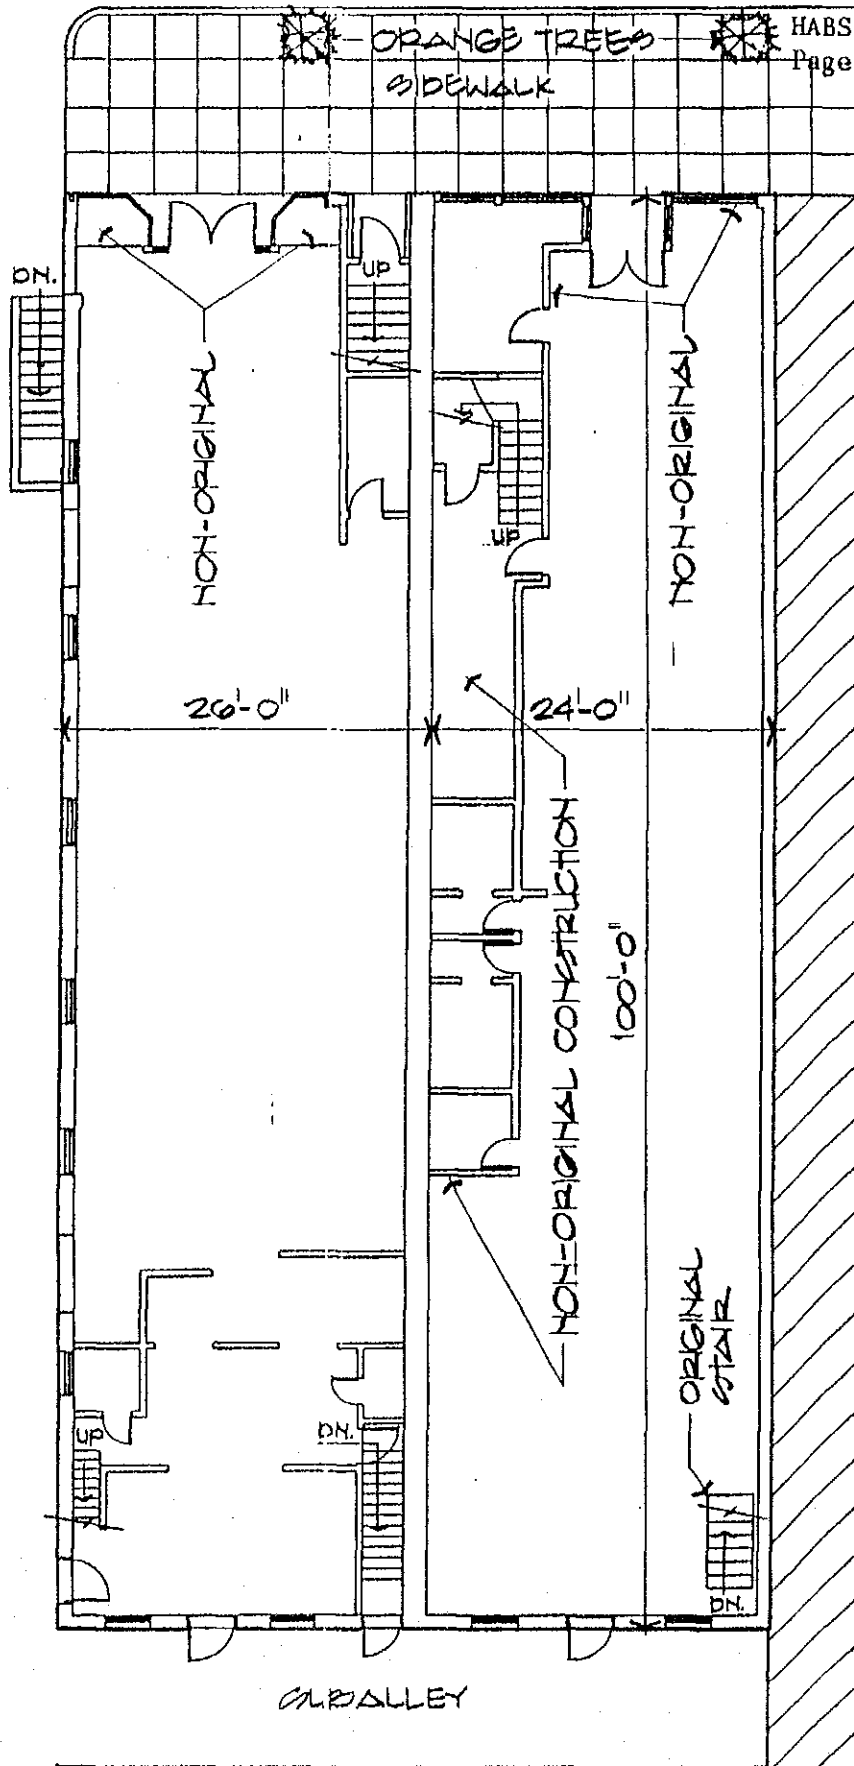 ORANGE TREES
HABS
Page
SIDEWALK
DN.
UP
NON-ORIGINAL
NON-ORIGINAL
UP
26'-0"
24'-0"
NON-ORIGINAL CONSTRUCTION
100'-0"
ORIGINAL
STAIR
UP
DN.
DN.